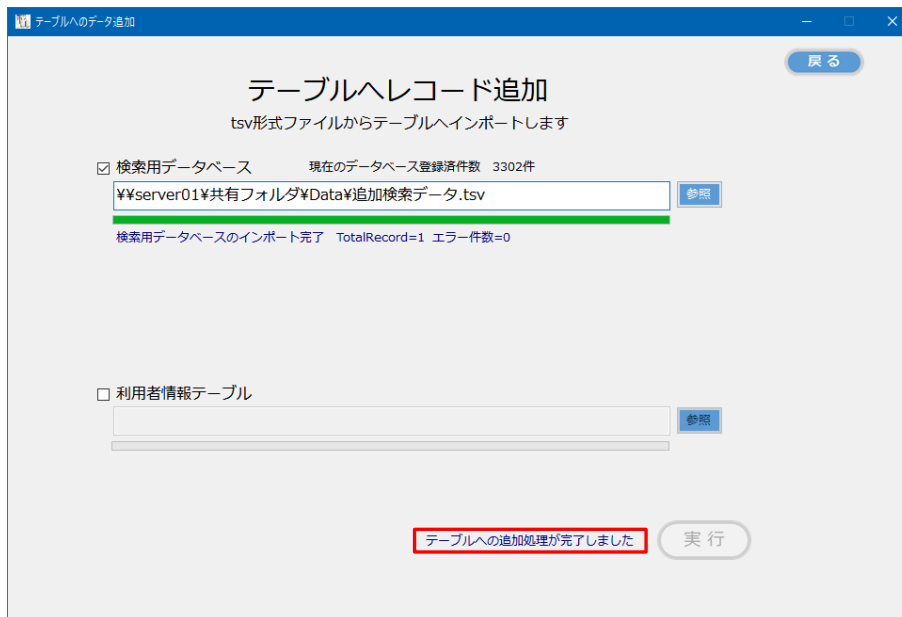 テーブルへのデータ追加
戻る
テーブルへレコード追加
tsv形式ファイルからテーブルへインポートします
検索用データベース 現在のデータベース登録済件数 3302件
¥¥server01¥共有フォルダ¥Data¥追加検索データ.tsv 参照
検索用データベースのインポート完了 TotalRecord=1 エラー件数=0
利用者情報テーブル
参照
テーブルへの追加処理が完了しました 実行